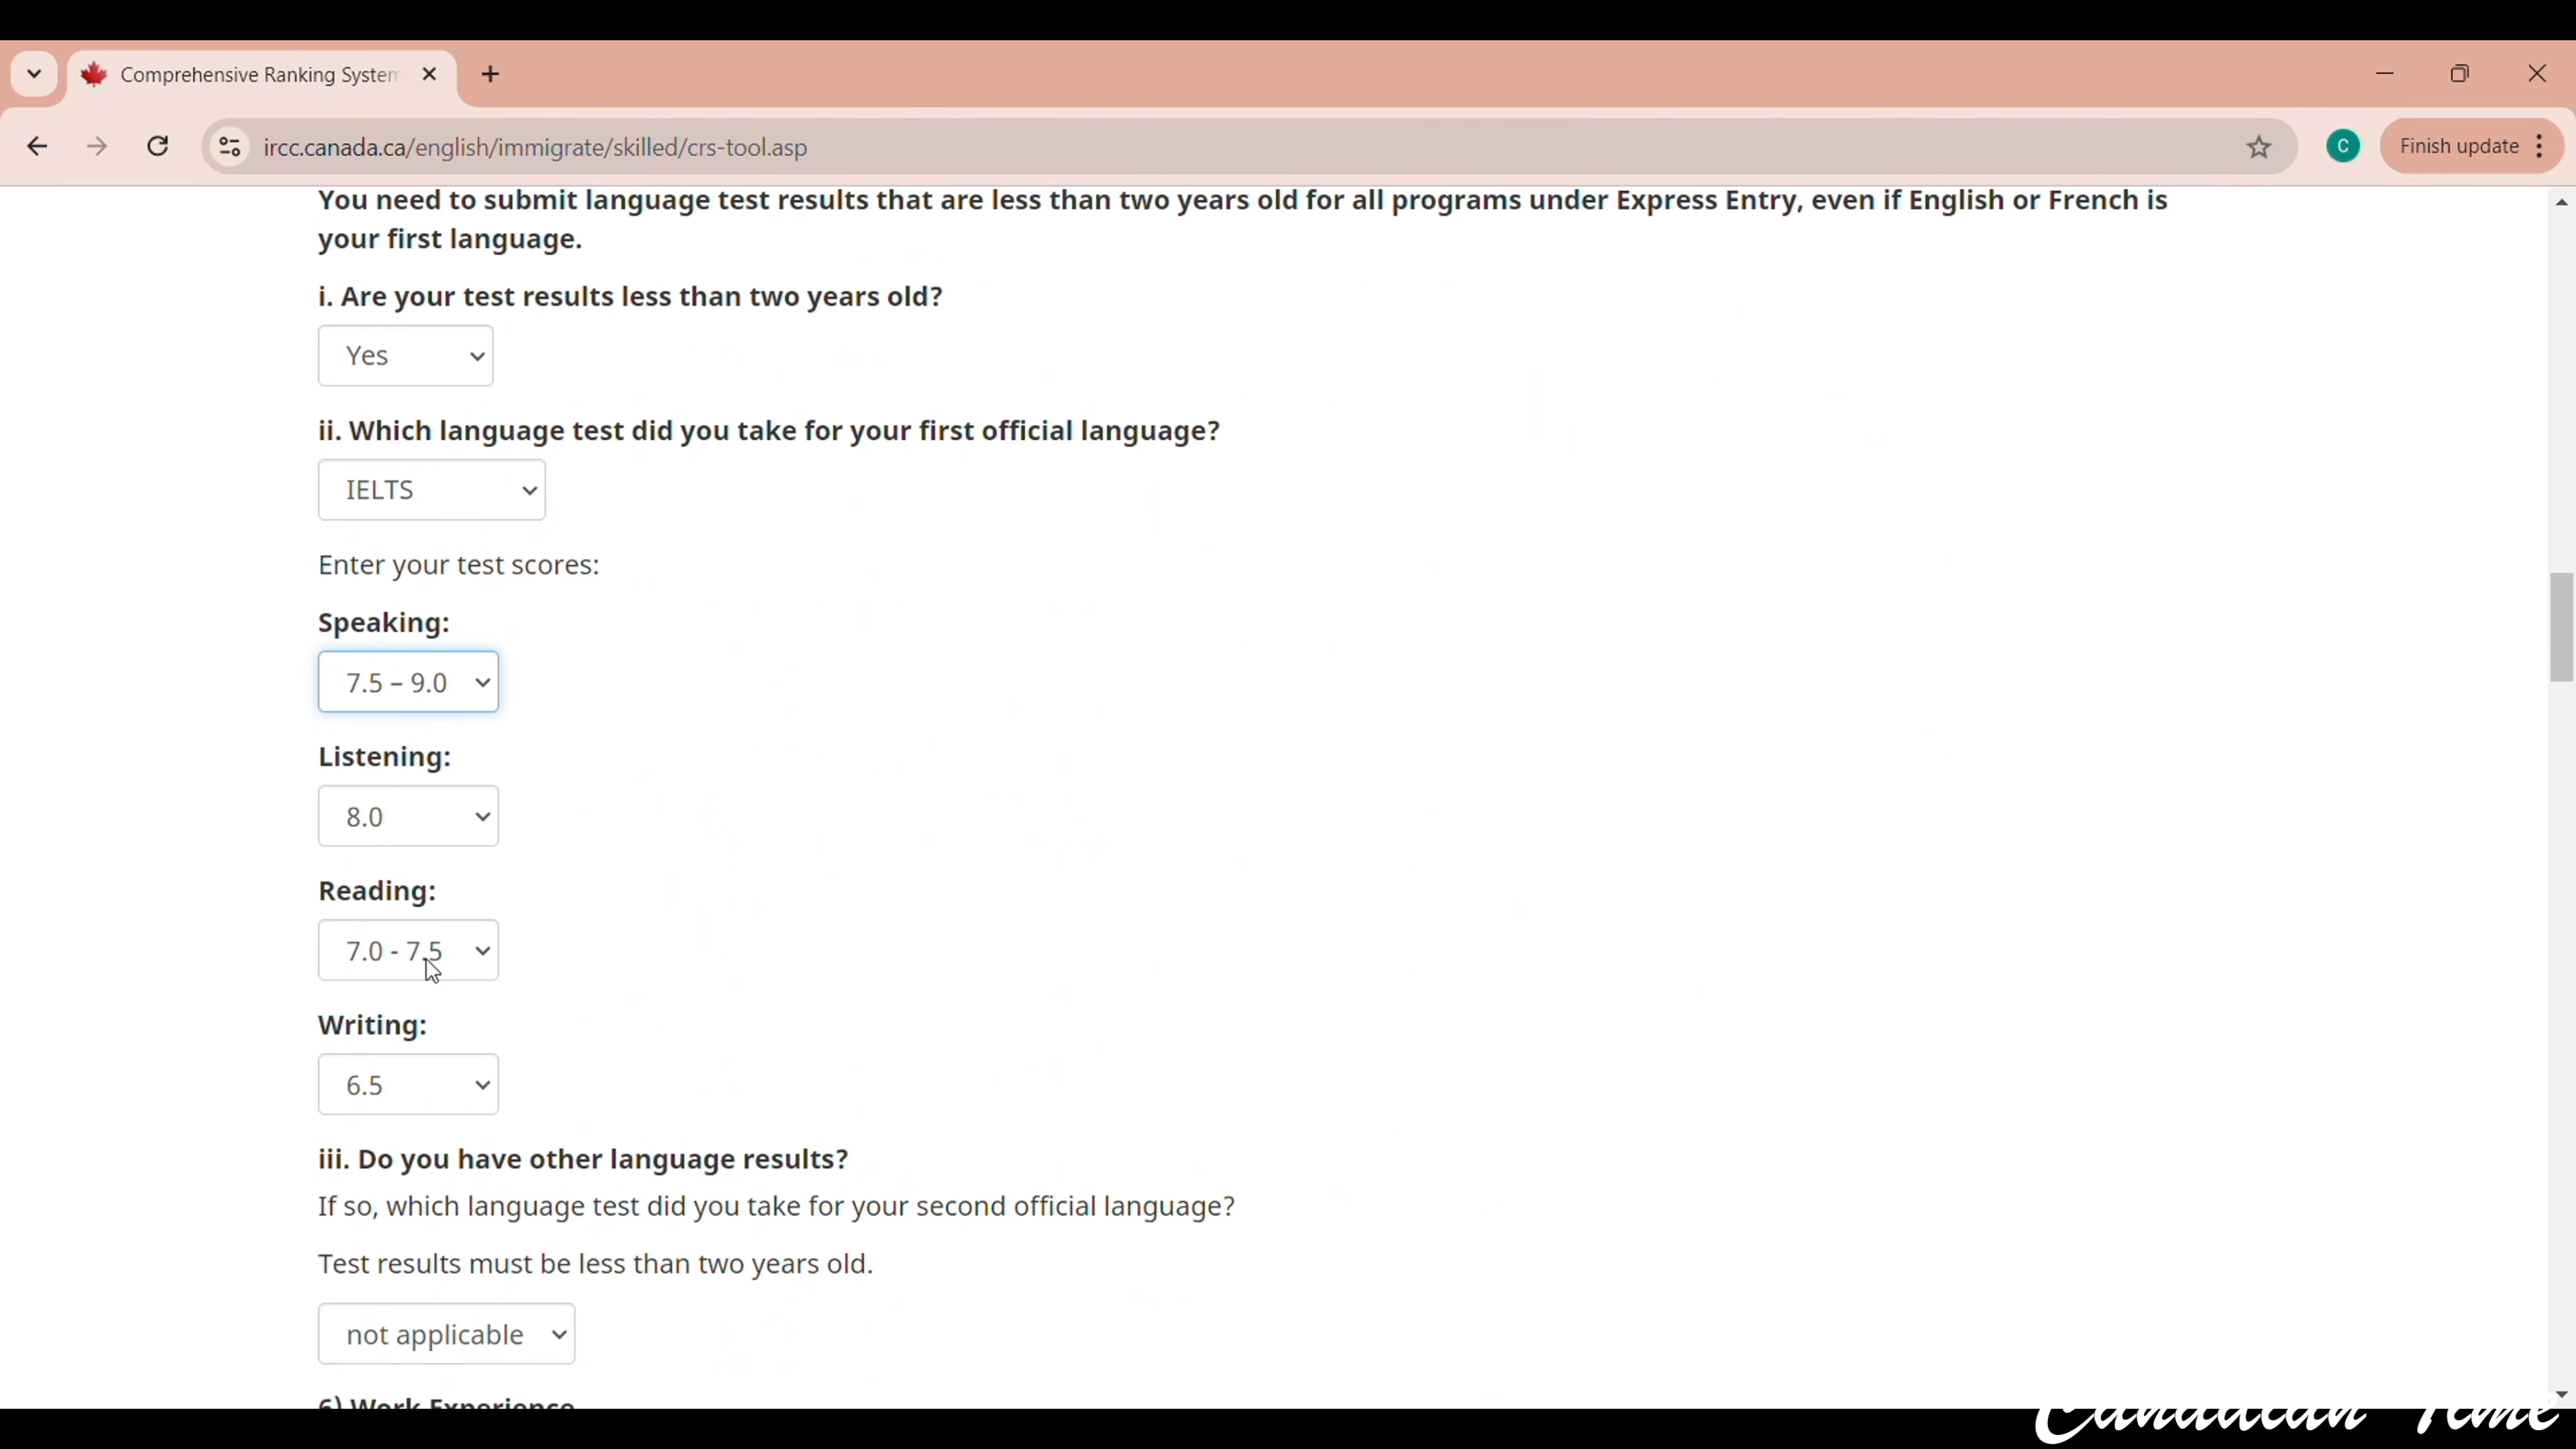 Comprehensive Ranking System
ircc.canada.ca/english/immigrate/skilled/crs-tool.asp
C
Finish update
You need to submit language test results that are less than two years old for all programs under Express Entry, even if English or French is
your first language.
i. Are your test results less than two years old?
Yes
ii. Which language test did you take for your first official language?
IELTS
Enter your test scores:
Speaking:
7.5 – 9.0
Listening:
8.0
Reading:
7.0 - 7.5
Writing:
6.5
iii. Do you have other language results?
If so, which language test did you take for your second official language?
Test results must be less than two years old.
not applicable
6) Work Experience
Canadian Time